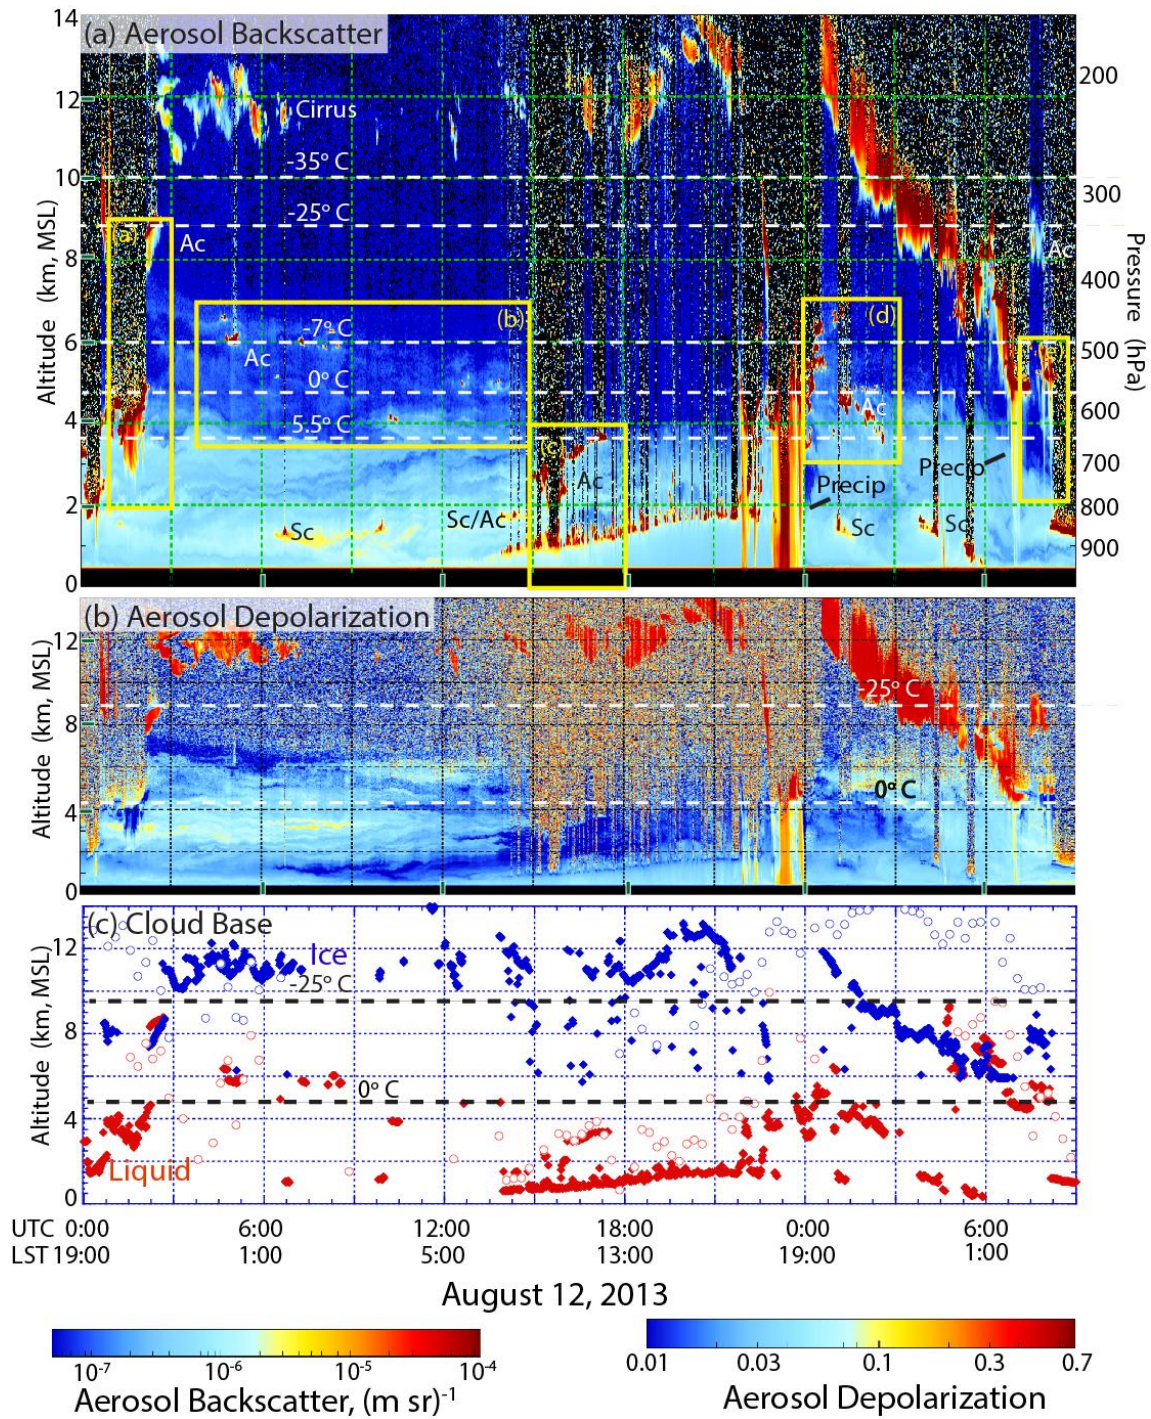 (a) Aerosol Backscatter
14
12
10
8
6
4
2
0
Altitude (km, MSL)
200
300
400
500
600
700
800
900
Pressure (hPa)
Cirrus
-35° C
-25° C
(a)
Ac
Ac
-7° C
(b)
(d)
Ac
0° C
Ac
5.5° C
(c)
Ac
Precip
Precip
Sc/Ac
Sc
Sc
Sc
(b) Aerosol Depolarization
12
8
4
0
Altitude (km, MSL)
-25° C
0° C
(c) Cloud Base
12
8
4
0
Altitude (km, MSL)
Ice
-25° C
0° C
Liquid
UTC 0:00 6:00 12:00 18:00 0:00 6:00
LST 19:00 1:00 5:00 13:00 19:00 1:00
August 12, 2013
10-7 10-6 10-5 10-4
Aerosol Backscatter, (m sr)-1
0.01 0.03 0.1 0.3 0.7
Aerosol Depolarization